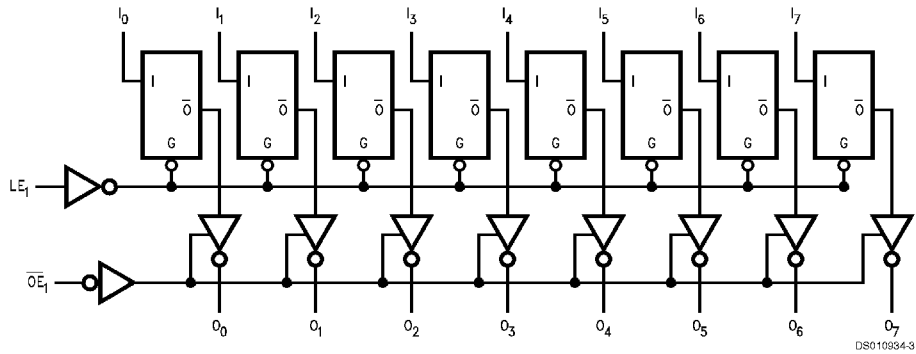 I₀ I₁ I₂ I₃ I₄ I₅ I₆ I₇
I I I I I I I I
O̅ O̅ O̅ O̅ O̅ O̅ O̅ O̅
G G G G G G G G
LE₁
O̅E̅₁
O₀ O₁ O₂ O₃ O₄ O₅ O₆ O₇
DS010934-3